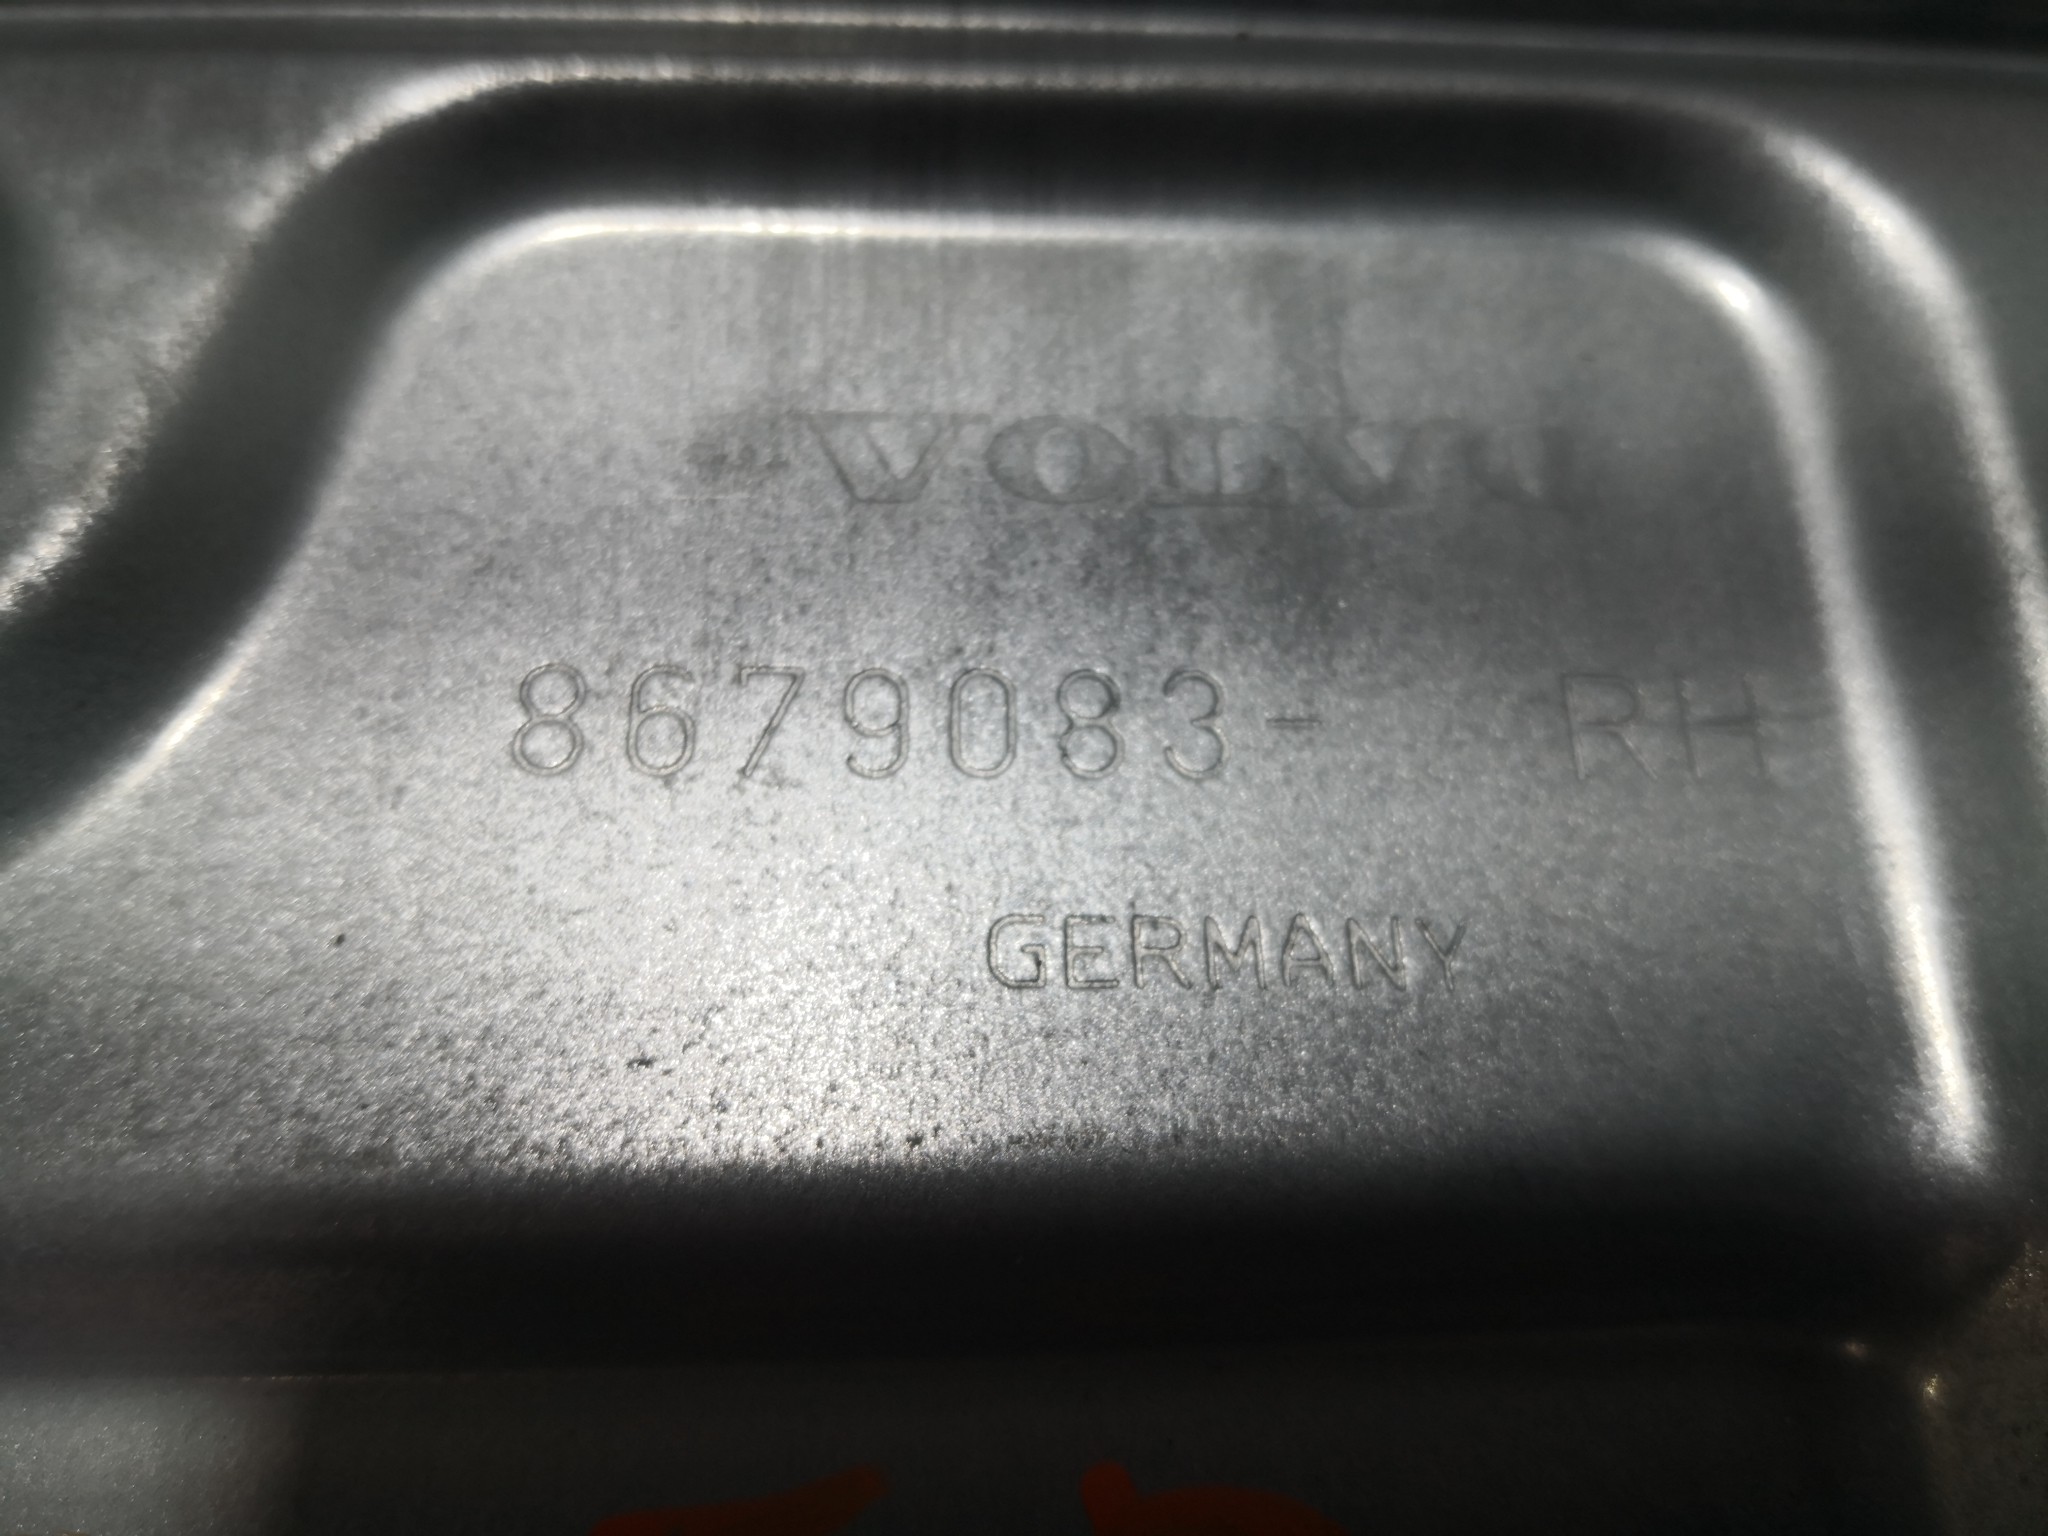 VOLVO
8679083- RH
GERMANY